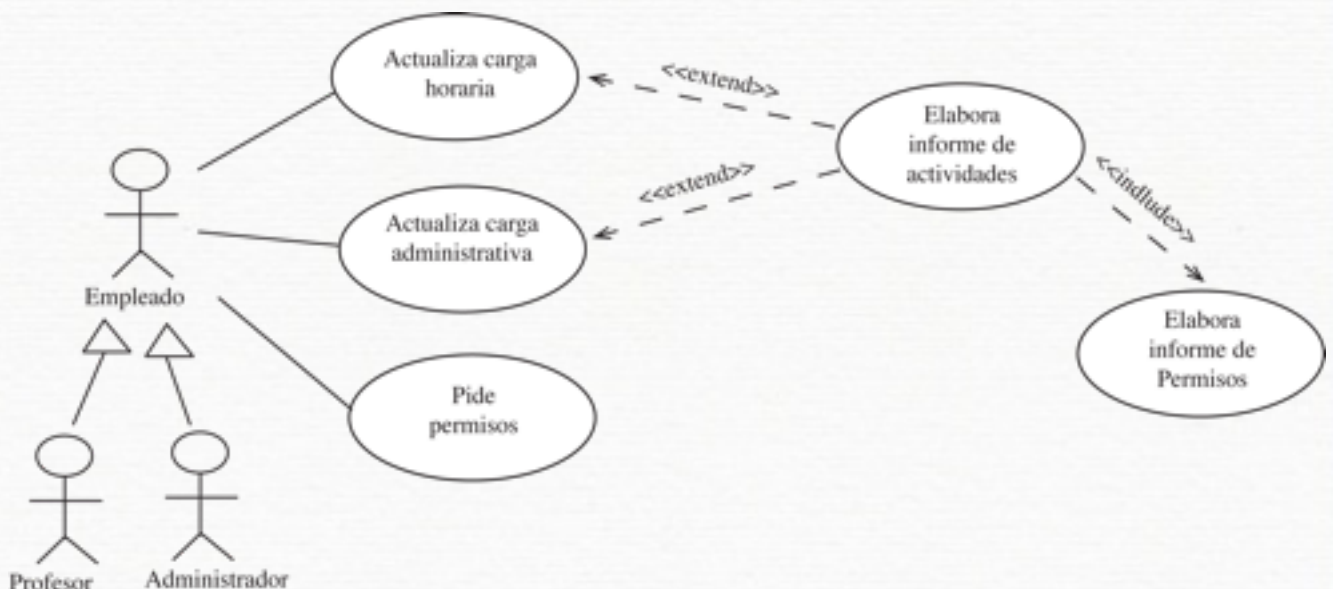 Actualiza carga
horaria
<<extend>>
Elabora
informe de
actividades
<<extend>>
<<indlude>>
Actualiza carga
administrativa
Empleado
Elabora
informe de
Permisos
Pide
permisos
Profesor
Administrador